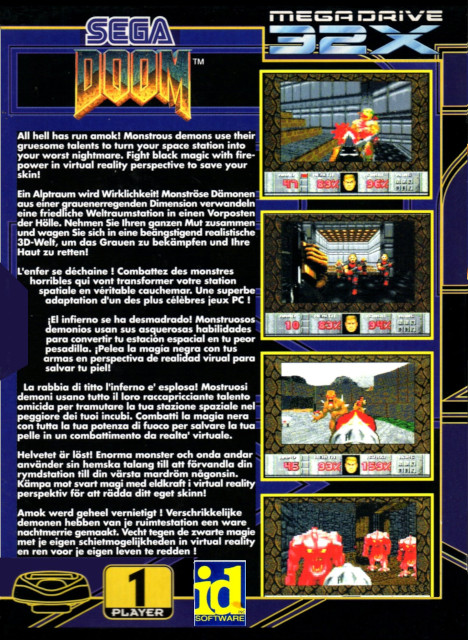 SEGA
DOOM™
MEGA DRIVE
32X
All hell has run amok! Monstrous demons use their
gruesome talents to turn your space station into
your worst nightmare. Fight black magic with fire-
power in virtual reality perspective to save your
skin!
Ein Alptraum wird Wirklichkeit! Monströse Dämonen
aus einer grauenerregenden Dimension verwandeln
eine friedliche Weltraumstation in einen Vorposten
der Hölle. Nehmen Sie Ihren ganzen Mut zusammen
und wagen Sie sich in eine beängstigend realistische
3D-Welt, um das Grauen zu bekämpfen und Ihre
Haut zu retten!
L'enfer se déchaine ! Combattez des monstres
horribles qui vont transformer votre station
spatiale en véritable cauchemar. Une superbe
adaptation d'un des plus célèbres jeux PC !
¡El infierno se ha desmadrado! Monstruosos
demonios usan sus asquerosas habilidades
para convertir tu estación espacial en tu peor
pesadilla. ¡Pelea la magia negra con tus
armas en perspectiva de realidad virual para
salvar tu piel!
La rabbia di titto l'inferno e' esplosa! Mostruosi
demoni usano tutto il loro raccapricciante talento
omicida per tramutare la tua stazione spaziale nel
peggiore dei tuoi incubi. Combatti la magia nera
con tutta la tua potenza di fuoco per salvare la tua
pelle in un combattimento da realta' virtuale.
Helvetet är löst! Enorma monster och onda andar
använder sin hemska talang till att förvandla din
rymdstation till din värsta mardröm någonsin.
Kämpa mot svart magi med eldkraft i virtual reality
perspektiv för att rädda ditt eget skinn!
Amok werd geheel vernietigt ! Verschrikkelijke
demonen hebben van je ruimtestation een ware
nachtmerrie gemaakt. Vecht tegen de zwarte magie
met je eigen schietmogelijkheden in virtual reality
en ren voor je eigen leven te redden !
1
PLAYER
id
SOFTWARE